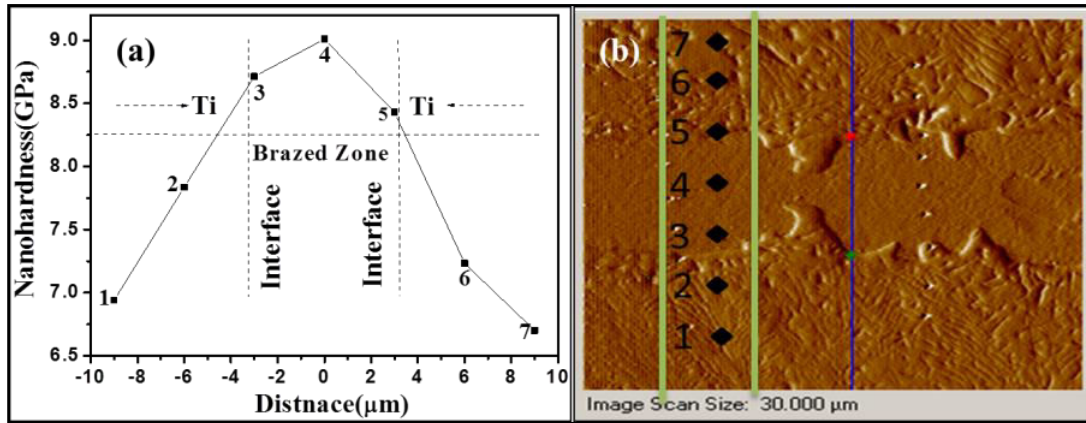 (a)
Nanohardness(GPa)
9.0
8.5
8.0
7.5
7.0
6.5
1
2
3
4
5
6
7
Ti
Ti
Brazed Zone
Interface
Interface
-10 -8 -6 -4 -2 0 2 4 6 8 10
Distnace(μm)
(b)
7
6
5
4
3
2
1
Image Scan Size: 30.000 μm